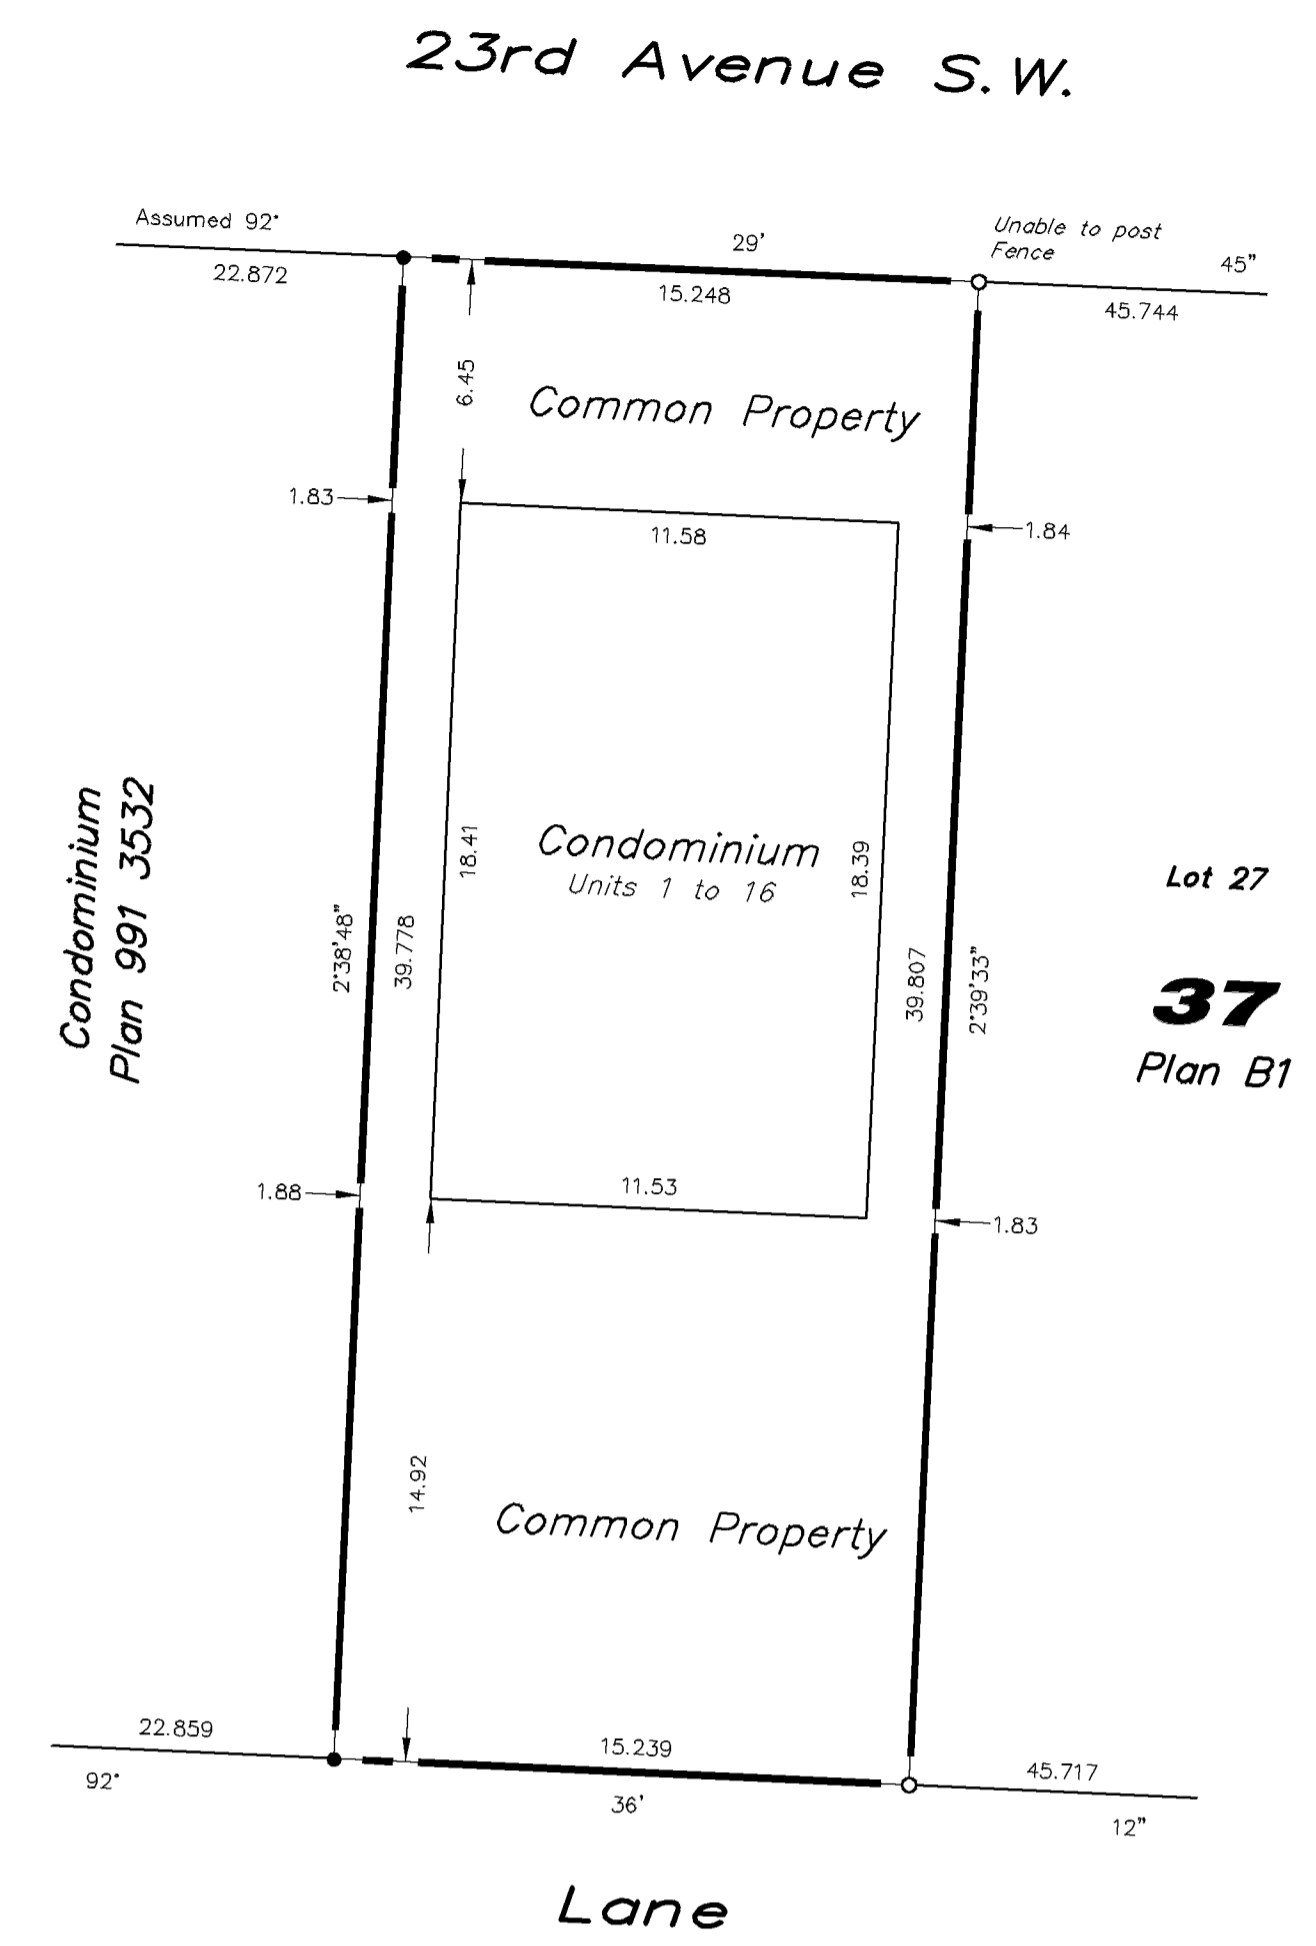 23rd Avenue S.W.
Assumed 92°
29'
Unable to post
Fence
45"
22.872
15.248
45.744
6.45
Common Property
1.83
11.58
1.84
Condominium
Plan 991 3532
2°38'48"
39.778
18.41
Condominium
Units 1 to 16
18.39
39.807
2°39'33"
Lot 27
37
Plan B1
1.88
11.53
1.83
14.92
Common Property
22.859
15.239
45.717
92°
36'
12"
Lane